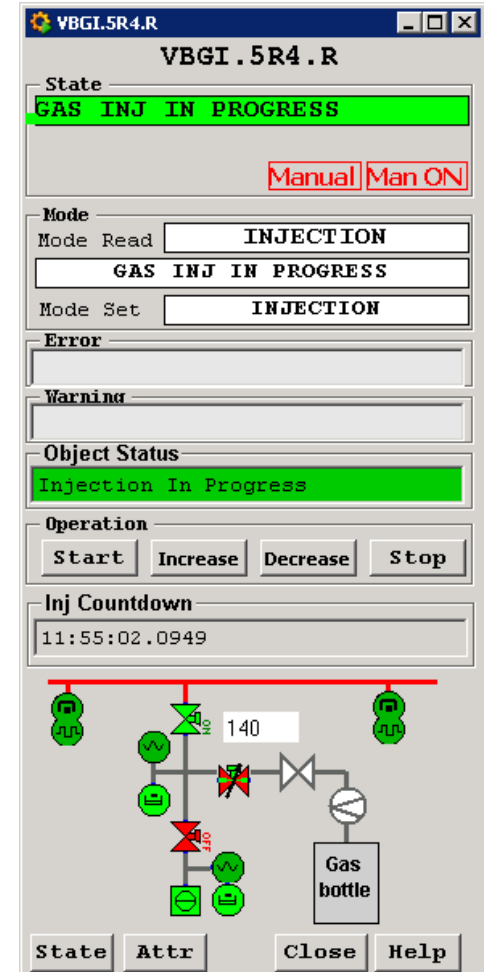 VBGI.5R4.R
VBGI.5R4.R
State
GAS INJ IN PROGRESS
Manual Man ON
Mode
Mode Read INJECTION
GAS INJ IN PROGRESS
Mode Set INJECTION
Error
Warning
Object Status
Injection In Progress
Operation
Start Increase Decrease Stop
Inj Countdown
11:55:02.0949
ON
140
OFF
Gas
bottle
State Attr Close Help